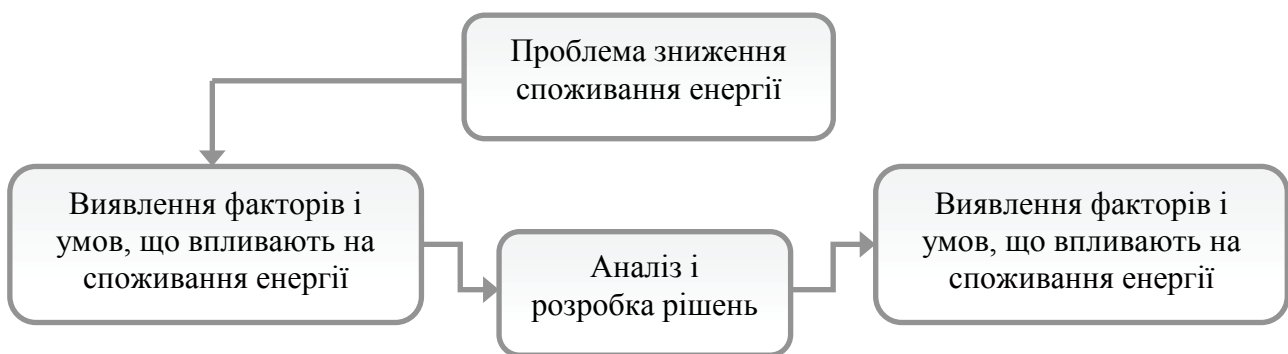 Проблема зниження
споживання енергії
Виявлення факторів і
умов, що впливають на
споживання енергії
Аналіз і
розробка рішень
Виявлення факторів і
умов, що впливають на
споживання енергії